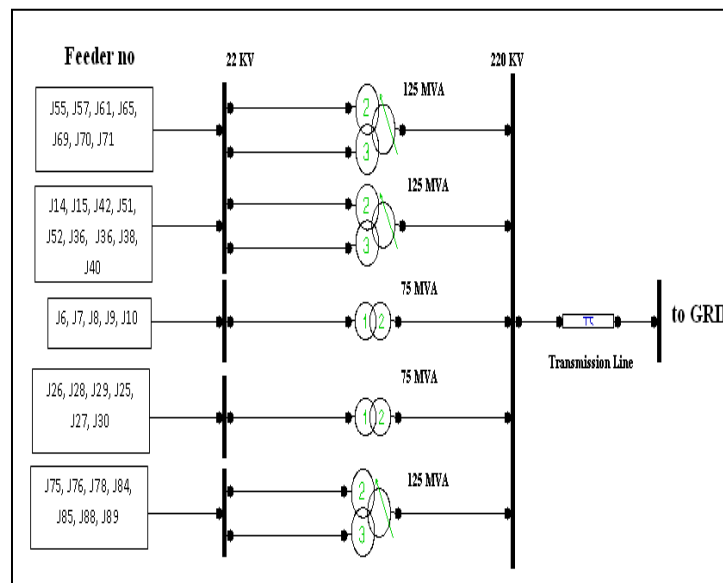 Feeder no
22 KV
220 KV
125 MVA
J55, J57, J61, J65,
J69, J70, J71
2
3
125 MVA
J14, J15, J42, J51,
J52, J36, J36, J38,
J40
2
3
75 MVA
J6, J7, J8, J9, J10
1 2
π
to GRID
Transmission Line
75 MVA
J26, J28, J29, J25,
J27, J30
1 2
125 MVA
J75, J76, J78, J84,
J85, J88, J89
2
3